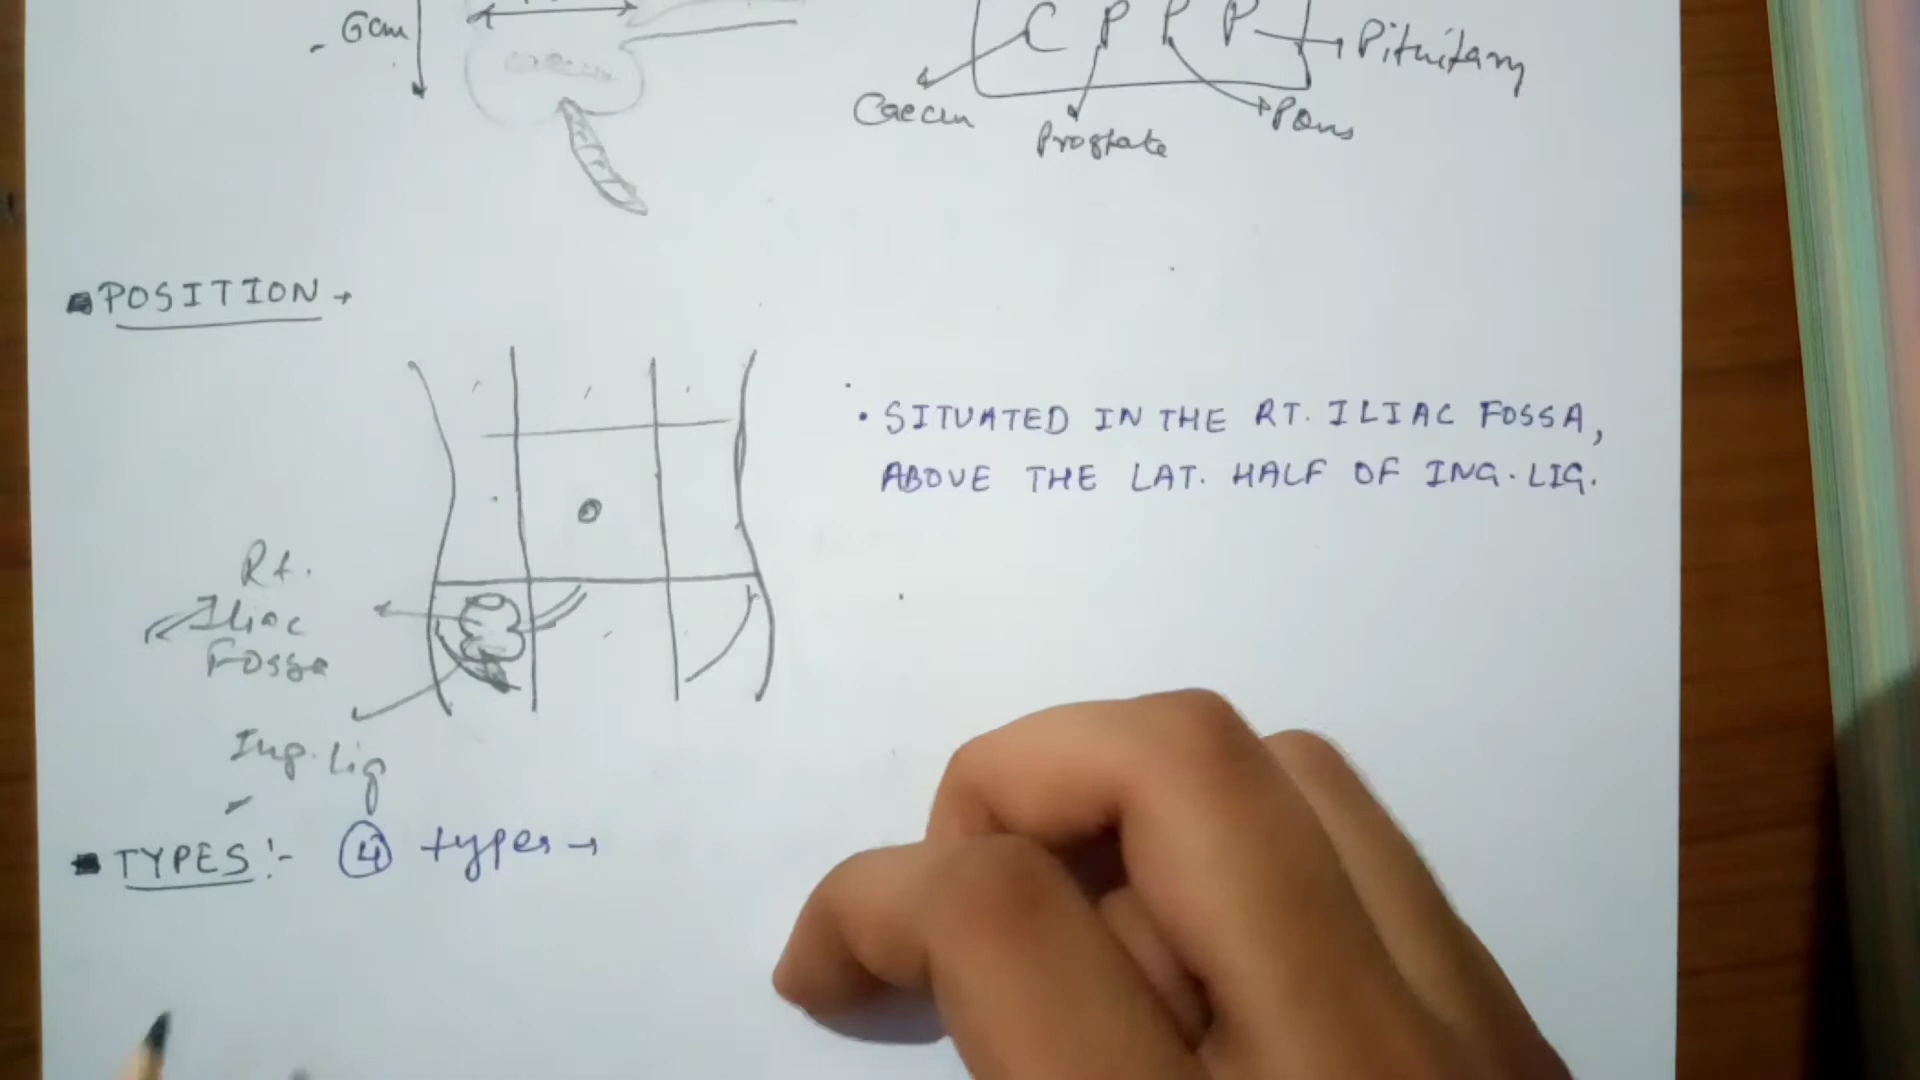 - 6cm
caecum
C P P P → Pituitary
Caecum
Prostate
Pons
POSITION →
• SITUATED IN THE RT. ILIAC FOSSA,
ABOVE THE LAT. HALF OF ING. LIG.
Rt.
Iliac
Fossa
Ing. Lig
TYPES :- 4 types →